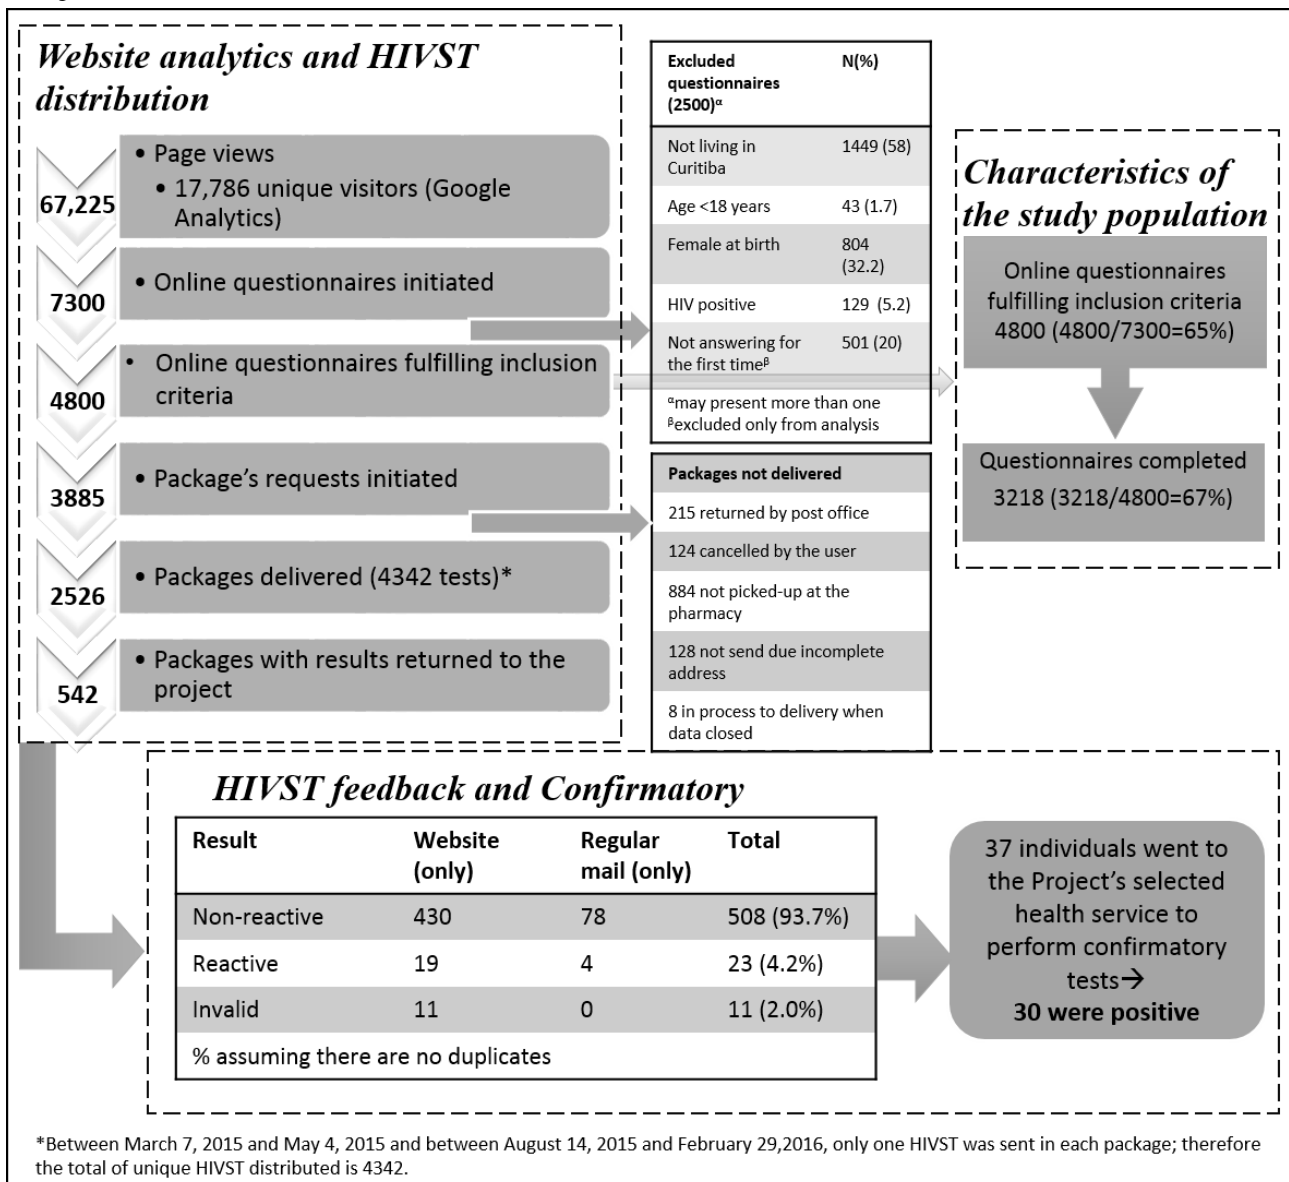 Website analytics and HIVST
distribution
67,225
• Page views
• 17,786 unique visitors (Google
Analytics)
7300
• Online questionnaires initiated
4800
• Online questionnaires fulfilling inclusion
criteria
3885
• Package's requests initiated
2526
• Packages delivered (4342 tests)*
542
• Packages with results returned to the
project
Excluded N(%)
questionnaires
(2500)α
Not living in 1449 (58)
Curitiba
Age <18 years 43 (1.7)
Female at birth 804
(32.2)
HIV positive 129 (5.2)
Not answering for 501 (20)
the first timeβ
αmay present more than one
βexcluded only from analysis
Packages not delivered
215 returned by post office
124 cancelled by the user
884 not picked-up at the
pharmacy
128 not send due incomplete
address
8 in process to delivery when
data closed
Characteristics of
the study population
Online questionnaires
fulfilling inclusion criteria
4800 (4800/7300=65%)
Questionnaires completed
3218 (3218/4800=67%)
HIVST feedback and Confirmatory
Result Website Regular Total
(only) mail (only)
Non-reactive 430 78 508 (93.7%)
Reactive 19 4 23 (4.2%)
Invalid 11 0 11 (2.0%)
% assuming there are no duplicates
37 individuals went to
the Project's selected
health service to
perform confirmatory
tests→
30 were positive
*Between March 7, 2015 and May 4, 2015 and between August 14, 2015 and February 29,2016, only one HIVST was sent in each package; therefore
the total of unique HIVST distributed is 4342.